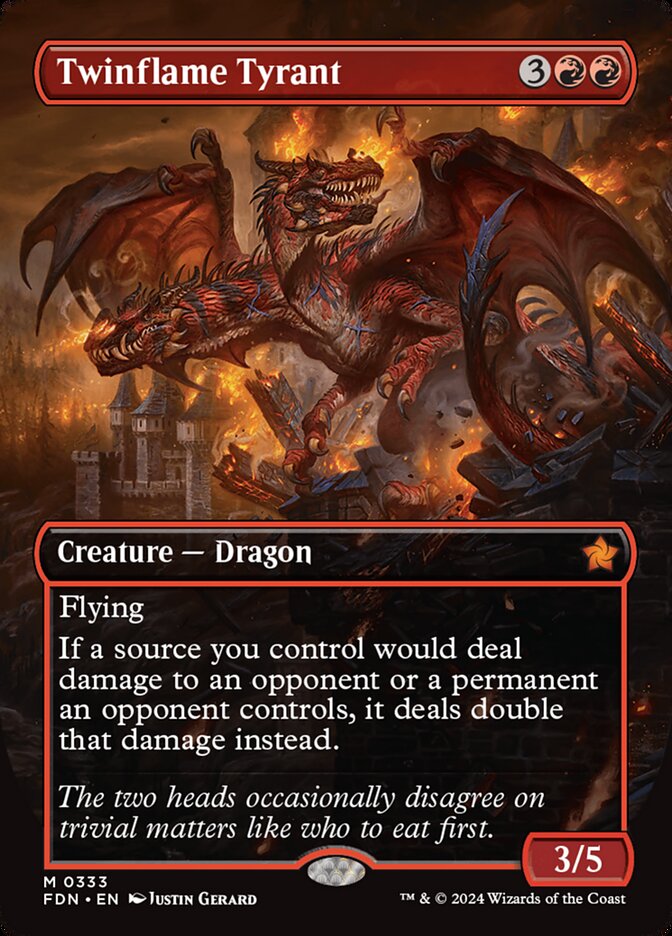 Twinflame Tyrant 3
Creature — Dragon
Flying
If a source you control would deal
damage to an opponent or a permanent
an opponent controls, it deals double
that damage instead.
The two heads occasionally disagree on
trivial matters like who to eat first.
3/5
M 0333
FDN • EN Justin Gerard
™ & © 2024 Wizards of the Coast